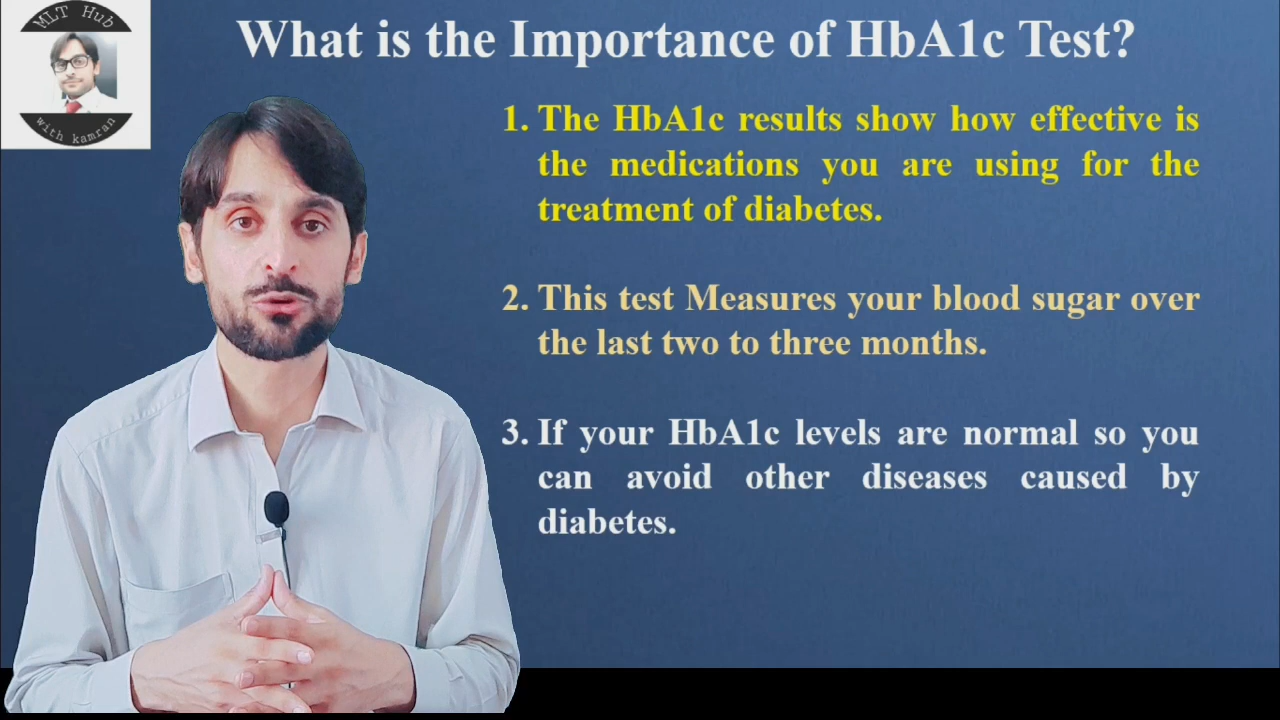 MLT Hub
with kamran
What is the Importance of HbA1c Test?
1. The HbA1c results show how effective is
the medications you are using for the
treatment of diabetes.
2. This test Measures your blood sugar over
the last two to three months.
3. If your HbA1c levels are normal so you
can avoid other diseases caused by
diabetes.